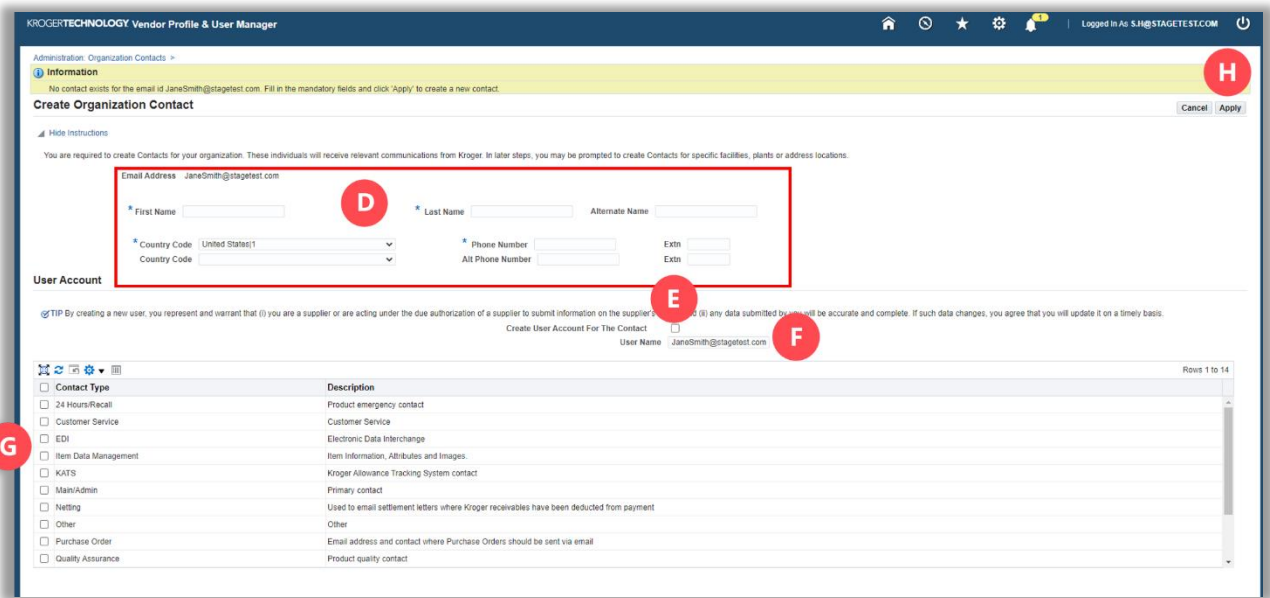 KROGERTECHNOLOGY Vendor Profile & User Manager 1 | Logged In As S.H@STAGETEST.COM
Administration: Organization Contacts >
Information
H
No contact exists for the email id JaneSmith@stagetest.com. Fill in the mandatory fields and click 'Apply' to create a new contact.
Create Organization Contact
Cancel Apply
Hide Instructions
You are required to create Contacts for your organization. These individuals will receive relevant communications from Kroger. In later steps, you may be prompted to create Contacts for specific facilities, plants or address locations.
Email Address JaneSmith@stagetest.com
D
* First Name * Last Name Alternate Name
* Country Code United States|1 * Phone Number Extn
Country Code Alt Phone Number Extn
User Account
E
TIP By creating a new user, you represent and warrant that (i) you are a supplier or are acting under the due authorization of a supplier to submit information on the supplier's d (ii) any data submitted by you will be accurate and complete. If such data changes, you agree that you will update it on a timely basis.
Create User Account For The Contact
F
User Name JaneSmith@stagetest.com
Rows 1 to 14
Contact Type Description
24 Hours/Recall Product emergency contact
Customer Service Customer Service
G
EDI Electronic Data Interchange
Item Data Management Item Information, Attributes and Images.
KATS Kroger Allowance Tracking System contact
Main/Admin Primary contact
Netting Used to email settlement letters where Kroger receivables have been deducted from payment
Other Other
Purchase Order Email address and contact where Purchase Orders should be sent via email
Quality Assurance Product quality contact